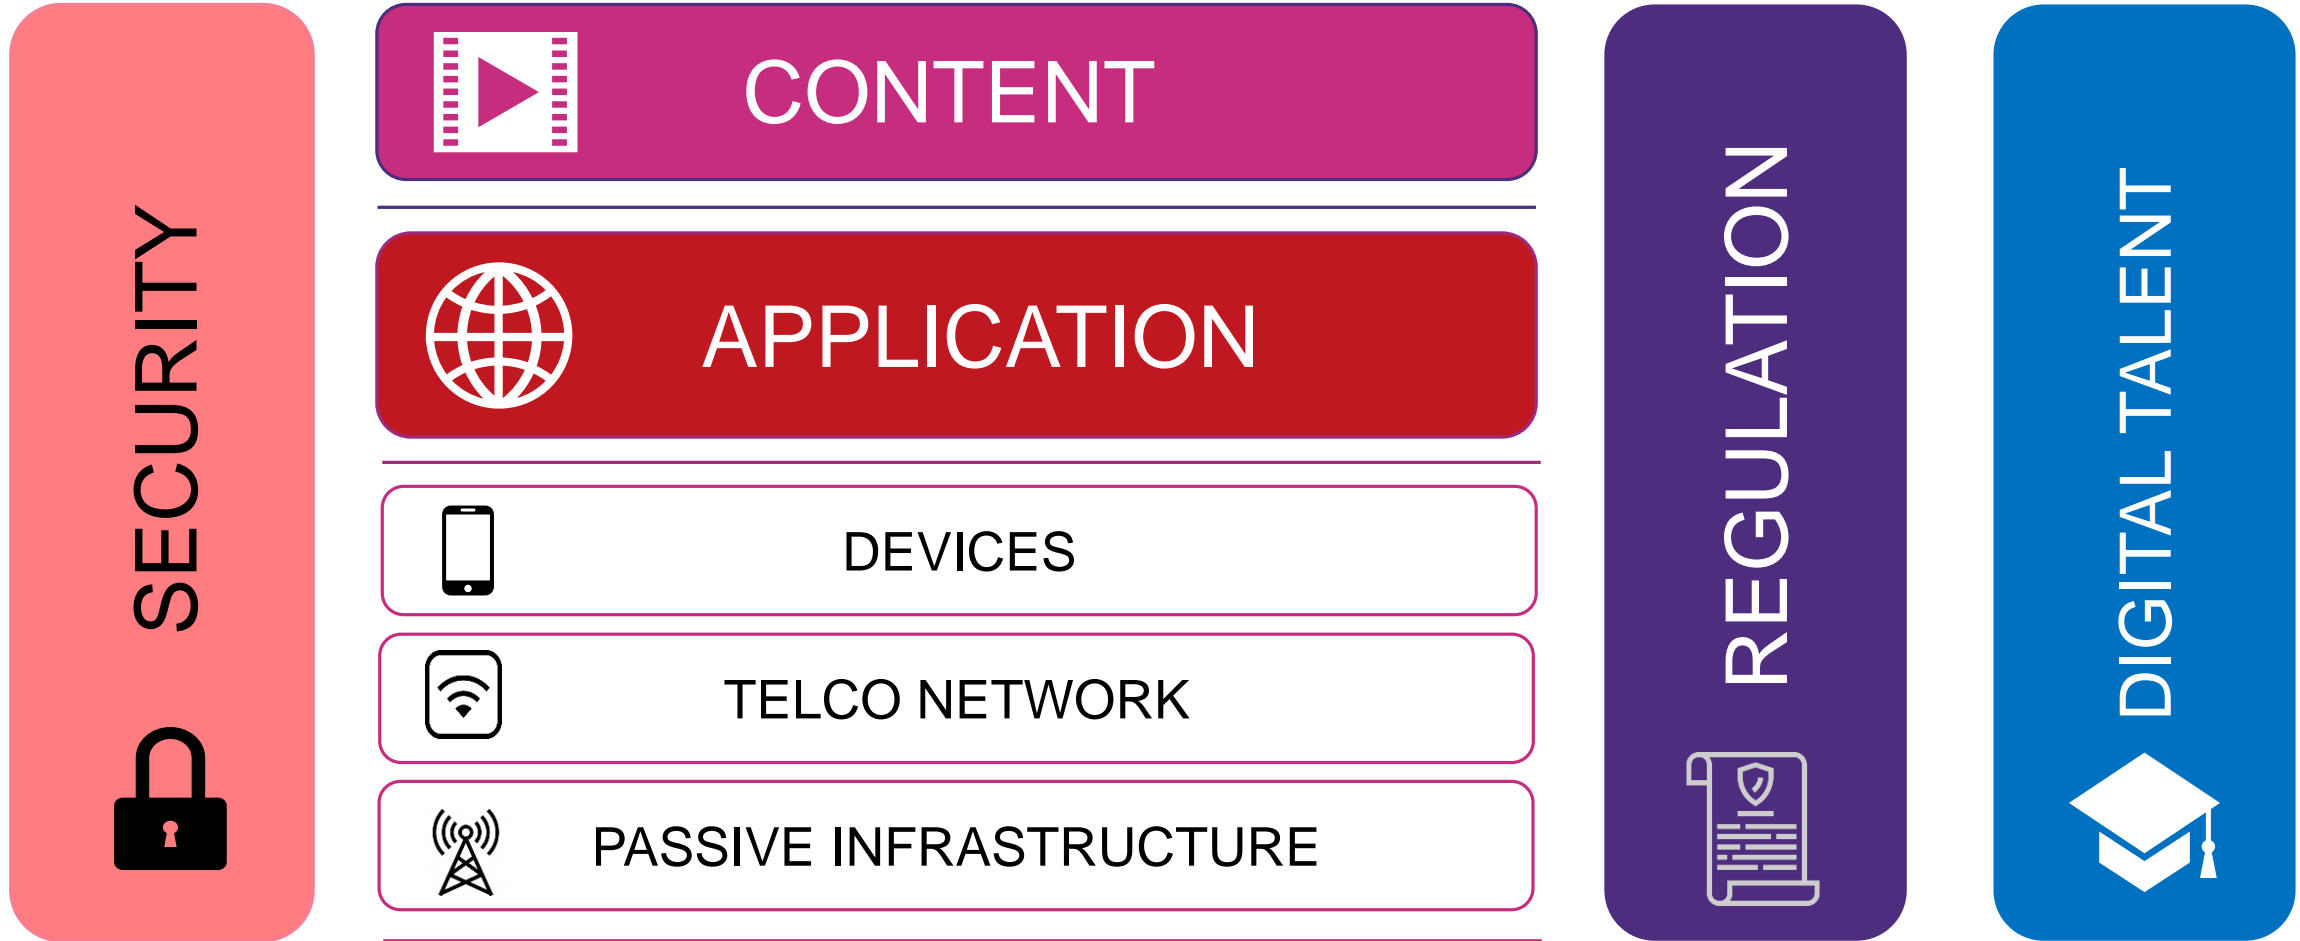 SECURITY
CONTENT
APPLICATION
DEVICES
TELCO NETWORK
PASSIVE INFRASTRUCTURE
REGULATION
DIGITAL TALENT